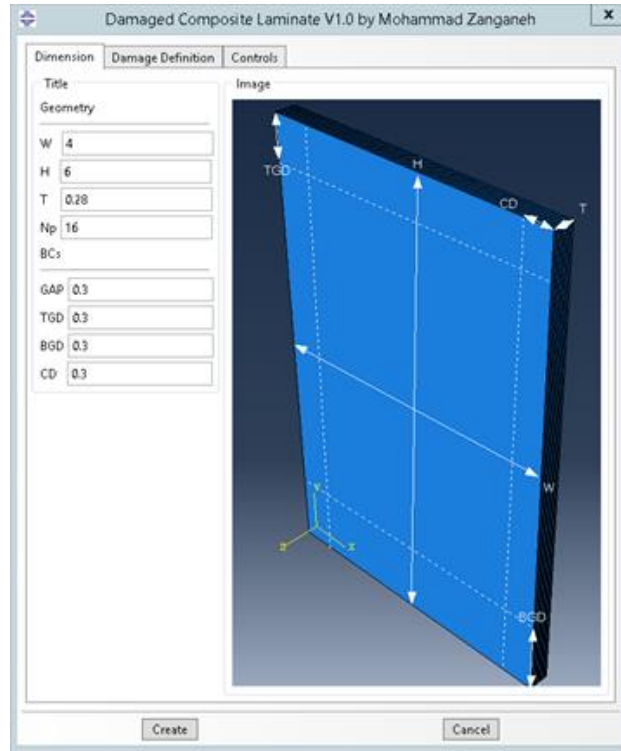 Damaged Composite Laminate V1.0 by Mohammad Zanganeh
x
Dimension Damage Definition Controls
Title
Geometry
W 4
H 6
T 0.28
Np 16
BCs
GAP 0.3
TGD 0.3
BGD 0.3
CD 0.3
Image
TGD
H
CD
T
W
Y
Z
X
BGD
Create Cancel